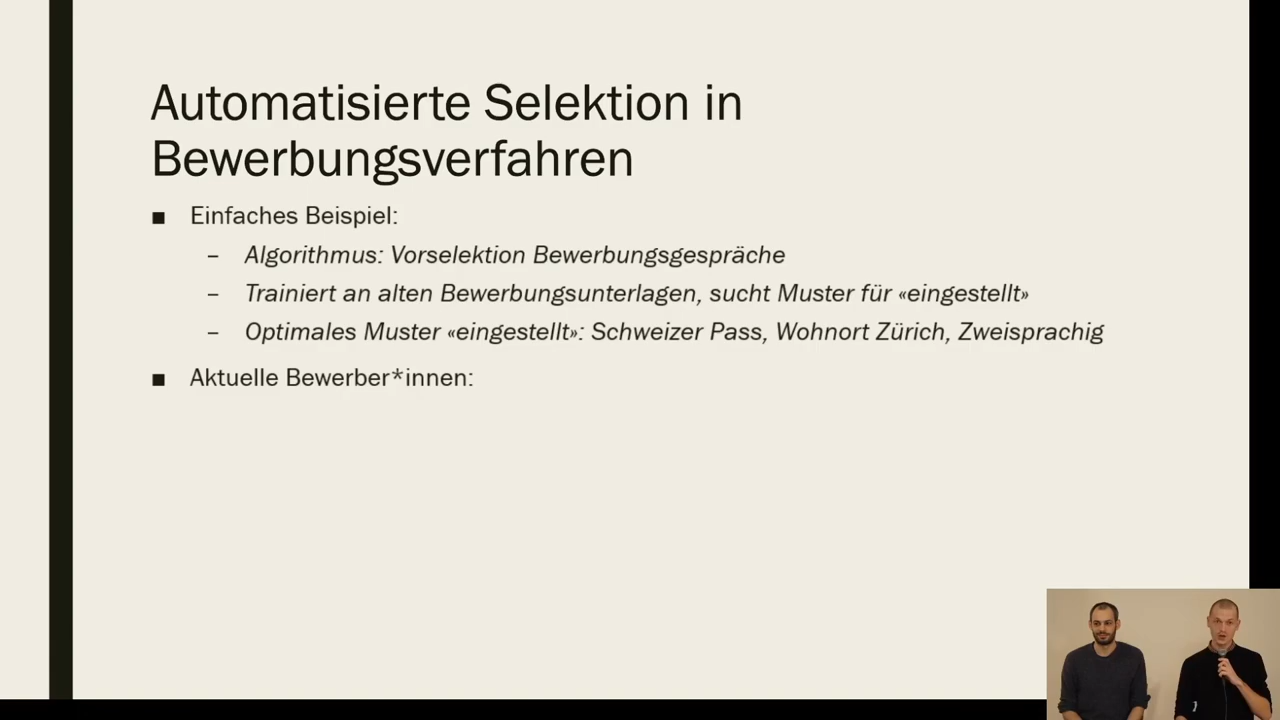 Automatisierte Selektion in
Bewerbungsverfahren
■ Einfaches Beispiel:
– Algorithmus: Vorselektion Bewerbungsgespräche
– Trainiert an alten Bewerbungsunterlagen, sucht Muster für «eingestellt»
– Optimales Muster «eingestellt»: Schweizer Pass, Wohnort Zürich, Zweisprachig
■ Aktuelle Bewerber*innen: